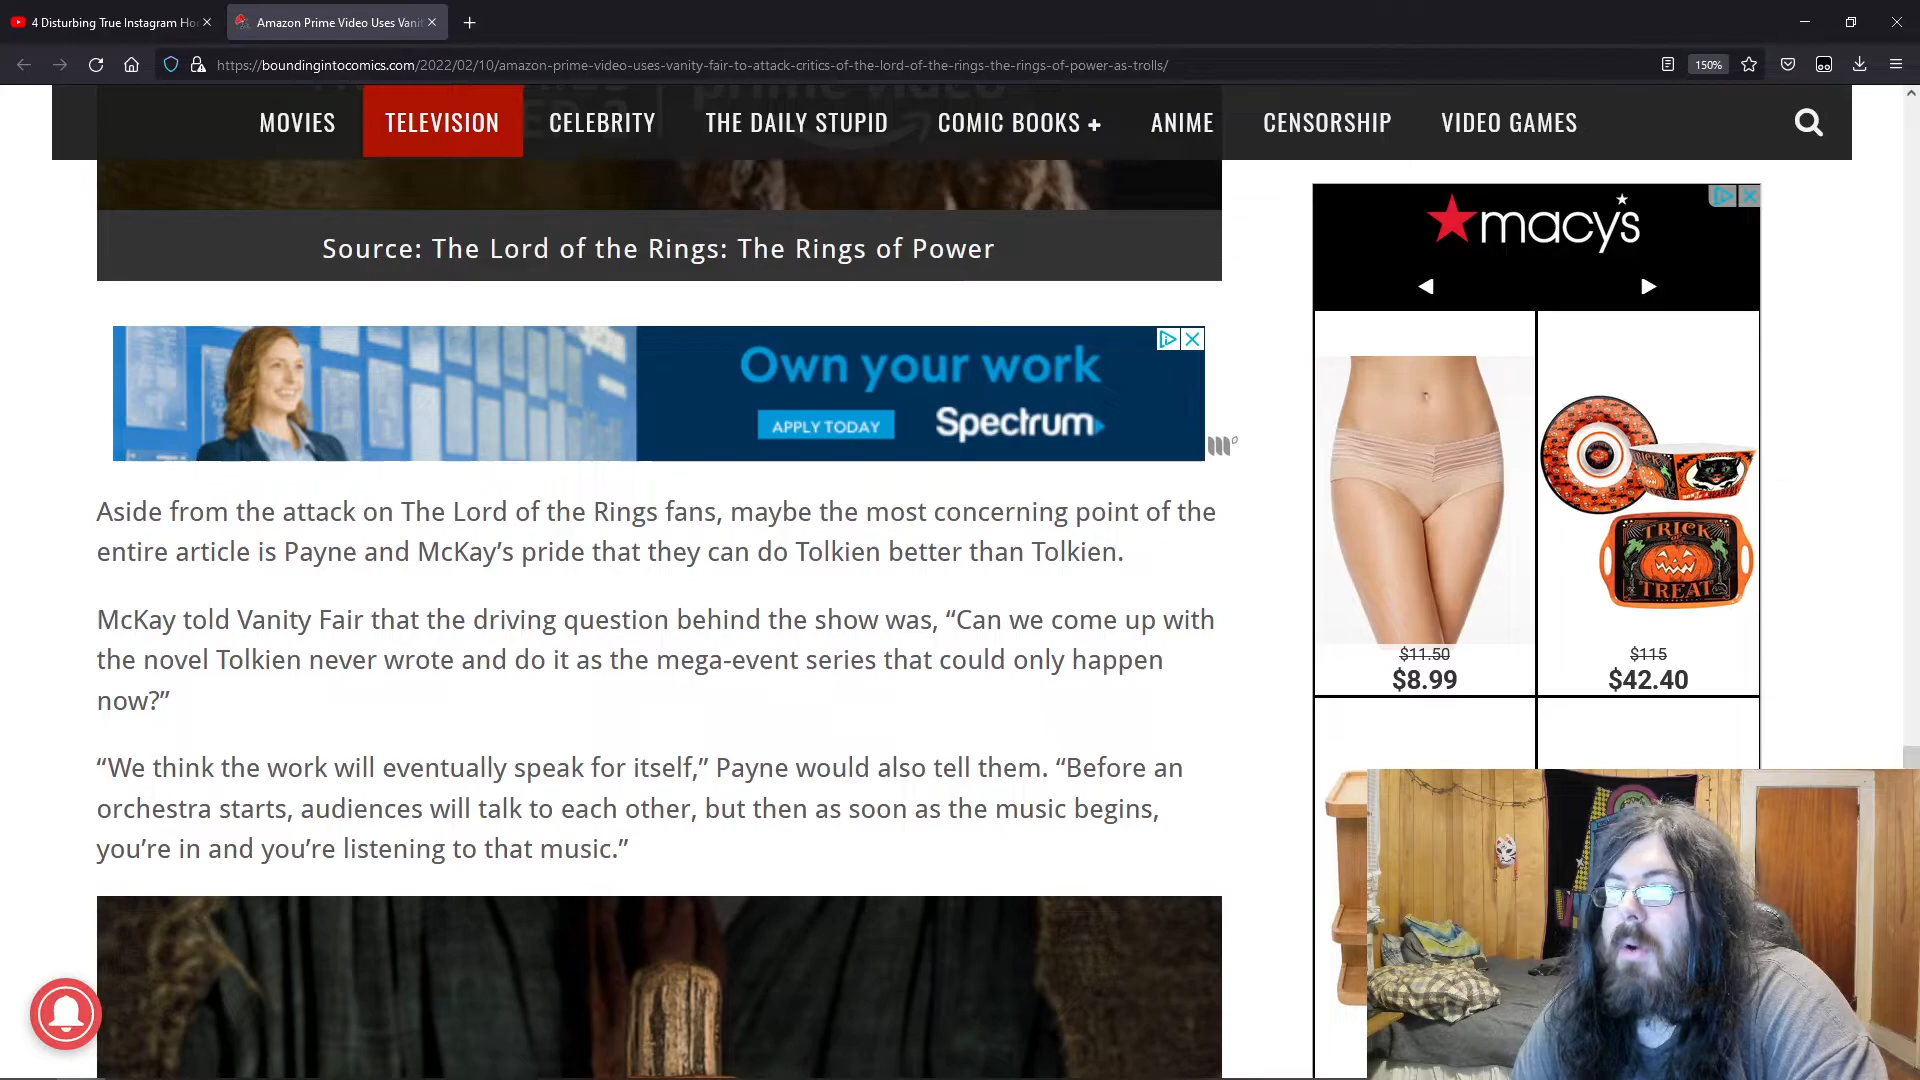 4 Disturbing True Instagram Ho
Amazon Prime Video Uses Vanit
https://boundingintocomics.com/2022/02/10/amazon-prime-video-uses-vanity-fair-to-attack-critics-of-the-lord-of-the-rings-the-rings-of-power-as-trolls/
150%
MOVIES
TELEVISION
CELEBRITY
THE DAILY STUPID
COMIC BOOKS +
ANIME
CENSORSHIP
VIDEO GAMES
prime video
Source: The Lord of the Rings: The Rings of Power
Own your work
APPLY TODAY
Spectrum
Aside from the attack on The Lord of the Rings fans, maybe the most concerning point of the
entire article is Payne and McKay’s pride that they can do Tolkien better than Tolkien.
McKay told Vanity Fair that the driving question behind the show was, “Can we come up with
the novel Tolkien never wrote and do it as the mega-event series that could only happen
now?”
“We think the work will eventually speak for itself,” Payne would also tell them. “Before an
orchestra starts, audiences will talk to each other, but then as soon as the music begins,
you’re in and you’re listening to that music.”
macys
TRICK
TREAT
$11.50
$8.99
$115
$42.40